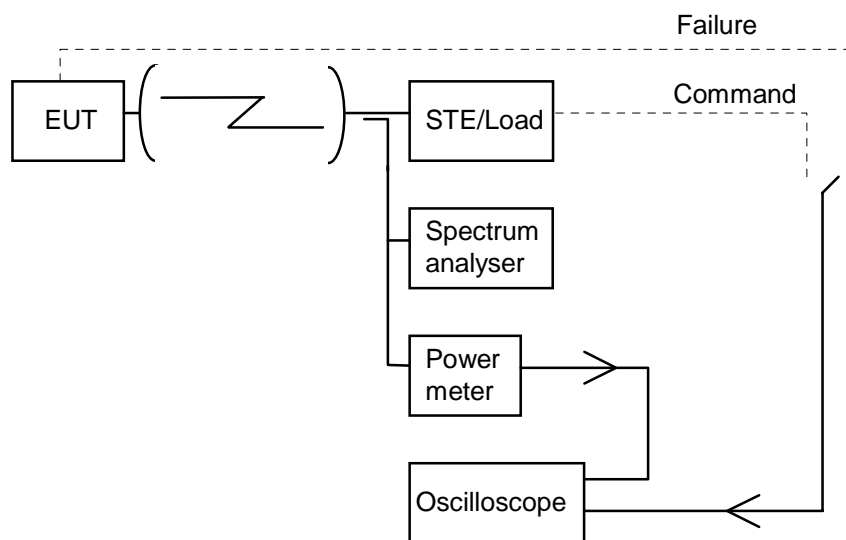 Failure
EUT
STE/Load
Command
Spectrum
analyser
Power
meter
Oscilloscope